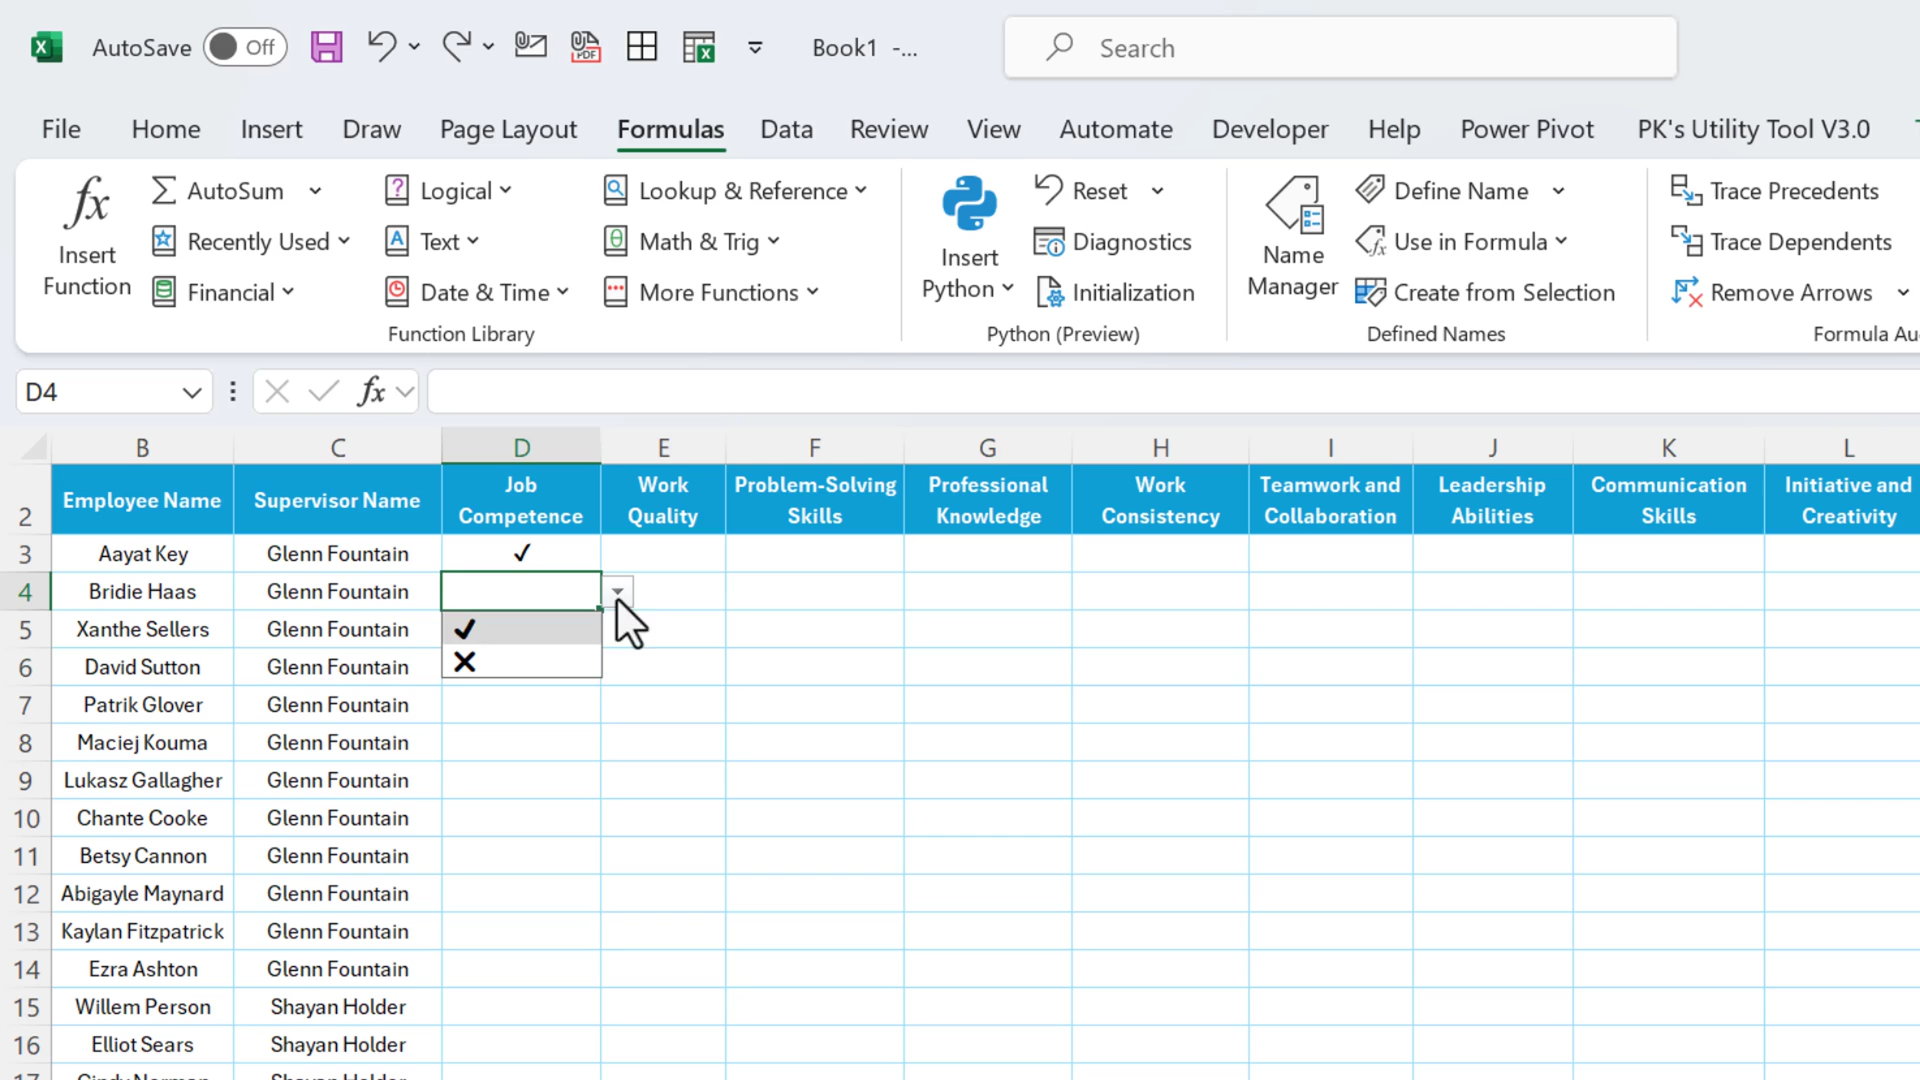 AutoSave Off Book1 -... Search
File Home Insert Draw Page Layout Formulas Data Review View Automate Developer Help Power Pivot PK's Utility Tool V3.0
fx Σ AutoSum Logical Lookup & Reference Reset Define Name Trace Precedents
Insert Function Recently Used Text Math & Trig Insert Python Diagnostics Name Manager Use in Formula Trace Dependents
Financial Date & Time More Functions Initialization Create from Selection Remove Arrows
Function Library Python (Preview) Defined Names Formula Au
D4 fx
B C D E F G H I J K L
2 Employee Name Supervisor Name Job Competence Work Quality Problem-Solving Skills Professional Knowledge Work Consistency Teamwork and Collaboration Leadership Abilities Communication Skills Initiative and Creativity
3 Aayat Key Glenn Fountain ✓
4 Bridie Haas Glenn Fountain
5 Xanthe Sellers Glenn Fountain ✔
6 David Sutton Glenn Fountain ✖
7 Patrik Glover Glenn Fountain
8 Maciej Kouma Glenn Fountain
9 Lukasz Gallagher Glenn Fountain
10 Chante Cooke Glenn Fountain
11 Betsy Cannon Glenn Fountain
12 Abigayle Maynard Glenn Fountain
13 Kaylan Fitzpatrick Glenn Fountain
14 Ezra Ashton Glenn Fountain
15 Willem Person Shayan Holder
16 Elliot Sears Shayan Holder